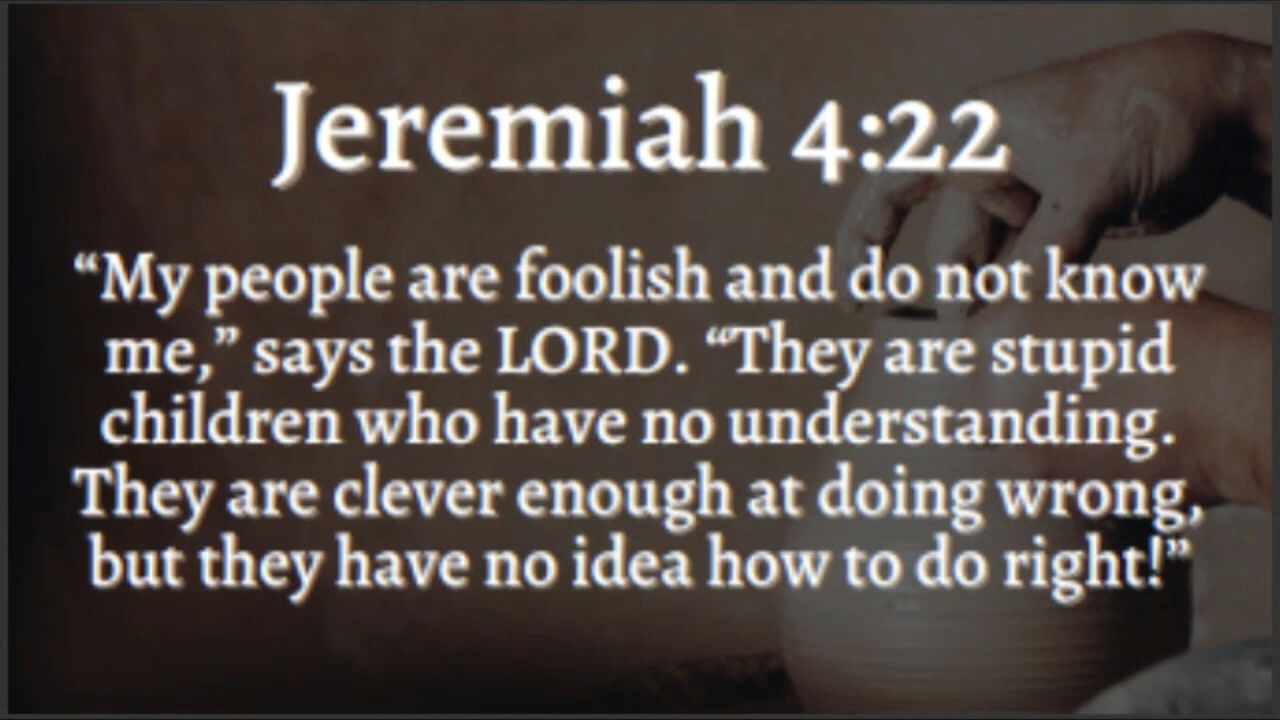 Jeremiah 4:22
“My people are foolish and do not know
me,” says the LORD. “They are stupid
children who have no understanding.
They are clever enough at doing wrong,
but they have no idea how to do right!”